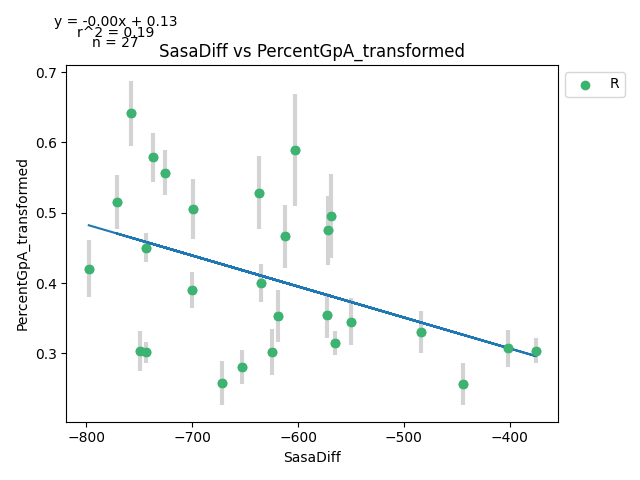 y = -0.00x + 0.13
r^2 = 0.19
n = 27
SasaDiff vs PercentGpA_transformed
R
PercentGpA_transformed
0.7
0.6
0.5
0.4
0.3
−800
−700
−600
−500
−400
SasaDiff